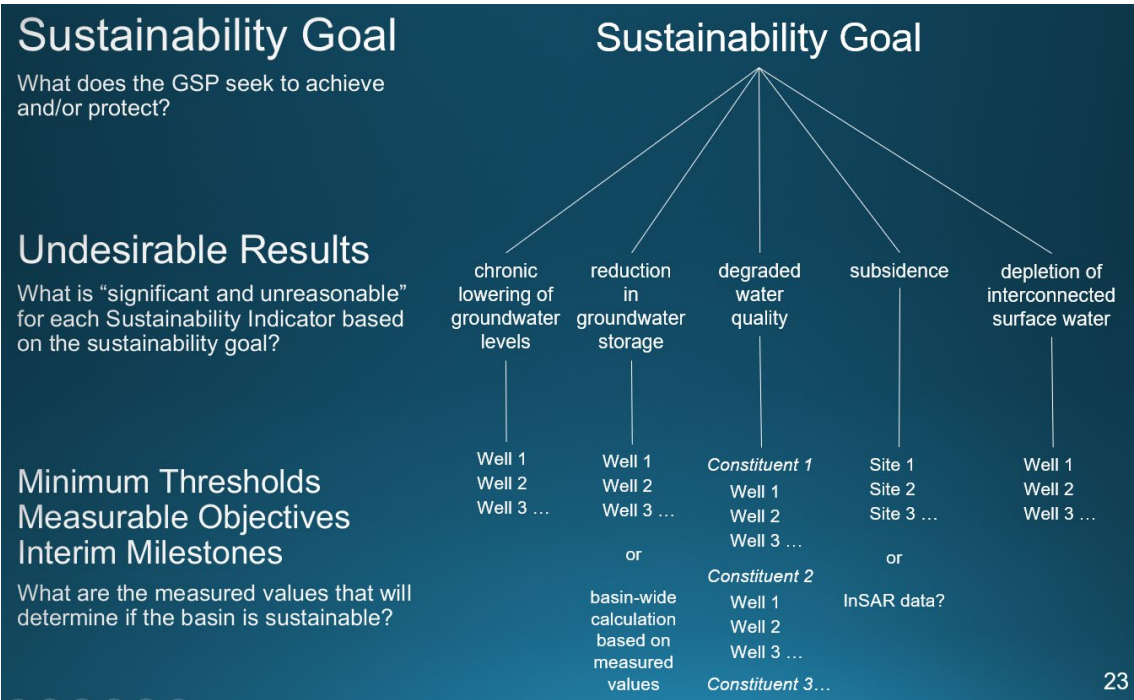 Sustainability Goal
What does the GSP seek to achieve
and/or protect?
Undesirable Results
What is “significant and unreasonable”
for each Sustainability Indicator based
on the sustainability goal?
Minimum Thresholds
Measurable Objectives
Interim Milestones
What are the measured values that will
determine if the basin is sustainable?
Sustainability Goal
chronic
lowering of
groundwater
levels
Well 1
Well 2
Well 3 …
reduction
in
groundwater
storage
Well 1
Well 2
Well 3 …
or
basin-wide
calculation
based on
measured
values
degraded
water
quality
Constituent 1
Well 1
Well 2
Well 3 …
Constituent 2
Well 1
Well 2
Well 3 …
Constituent 3…
subsidence
Site 1
Site 2
Site 3 …
or
InSAR data?
depletion of
interconnected
surface water
Well 1
Well 2
Well 3 …
23